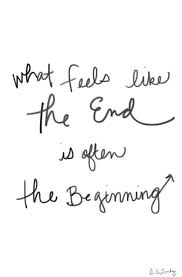 what feels like
the End
is often
the Beginning